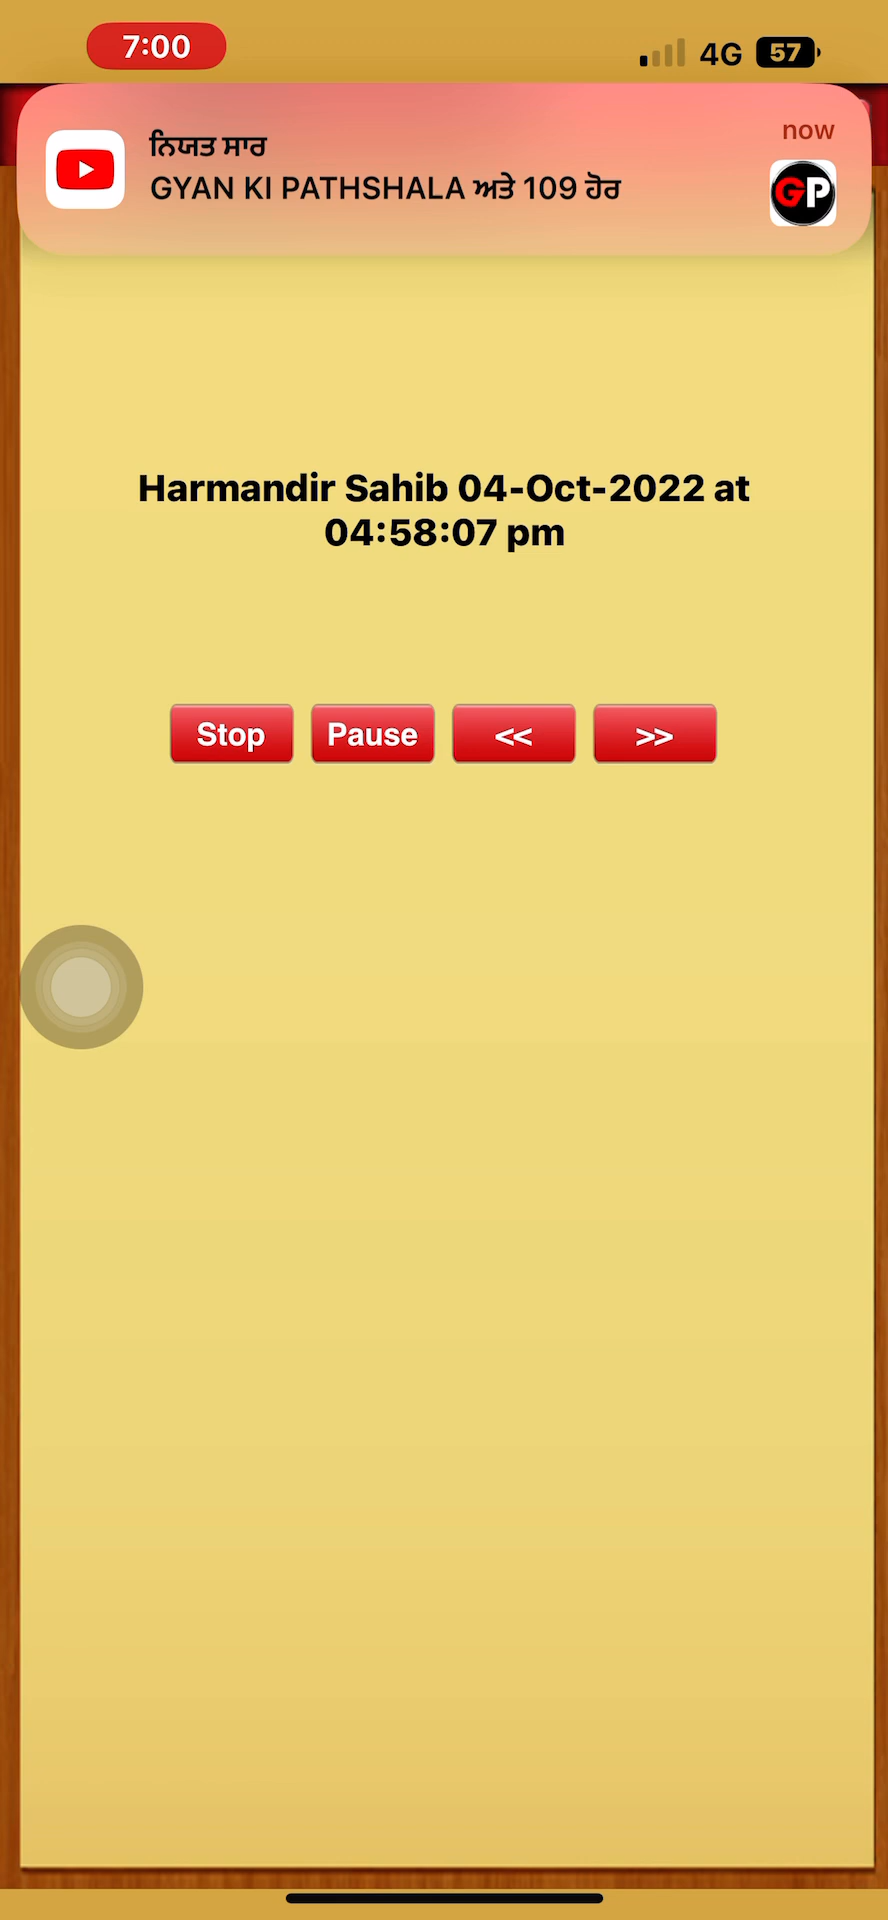 7:00
4G 57
ਨਿਯਤ ਸਾਰ
now
GYAN KI PATHSHALA ਅਤੇ 109 ਹੋਰ
GP
Harmandir Sahib 04-Oct-2022 at
04:58:07 pm
Stop Pause << >>